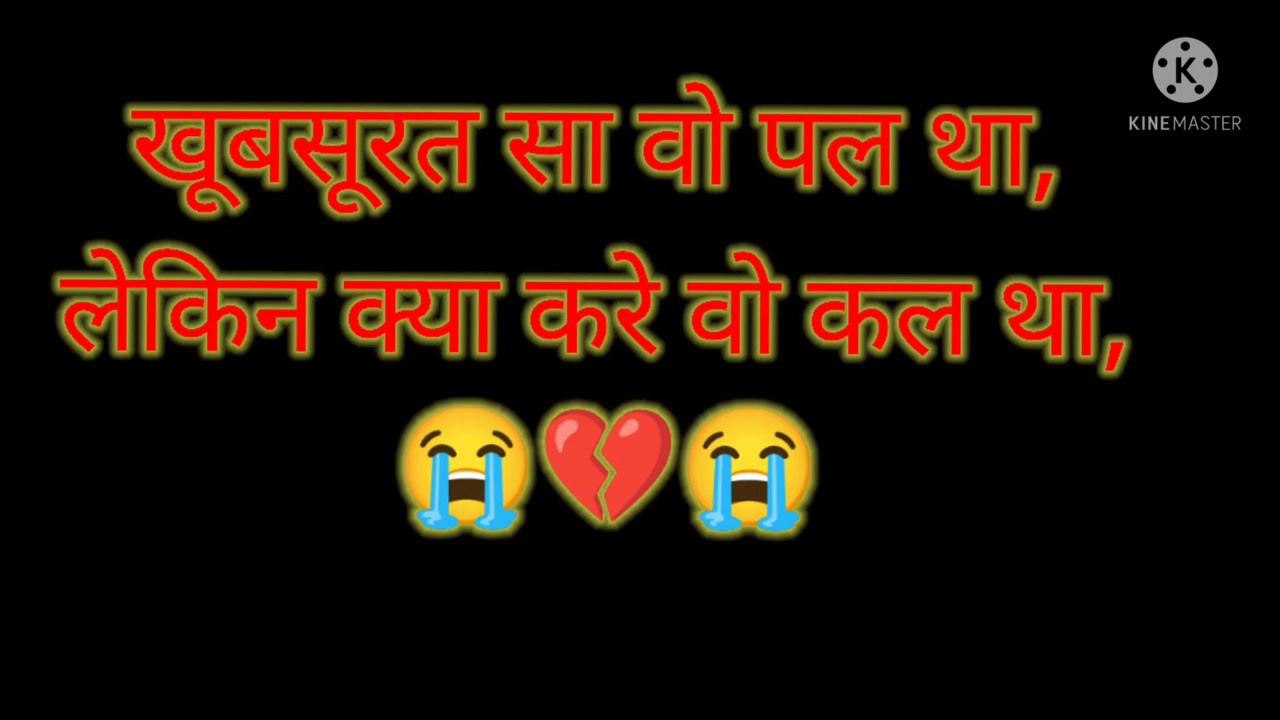 खूबसूरत सा वो पल था,
लेकिन क्या करे वो कल था,
😭💔😭
K
KINEMASTER